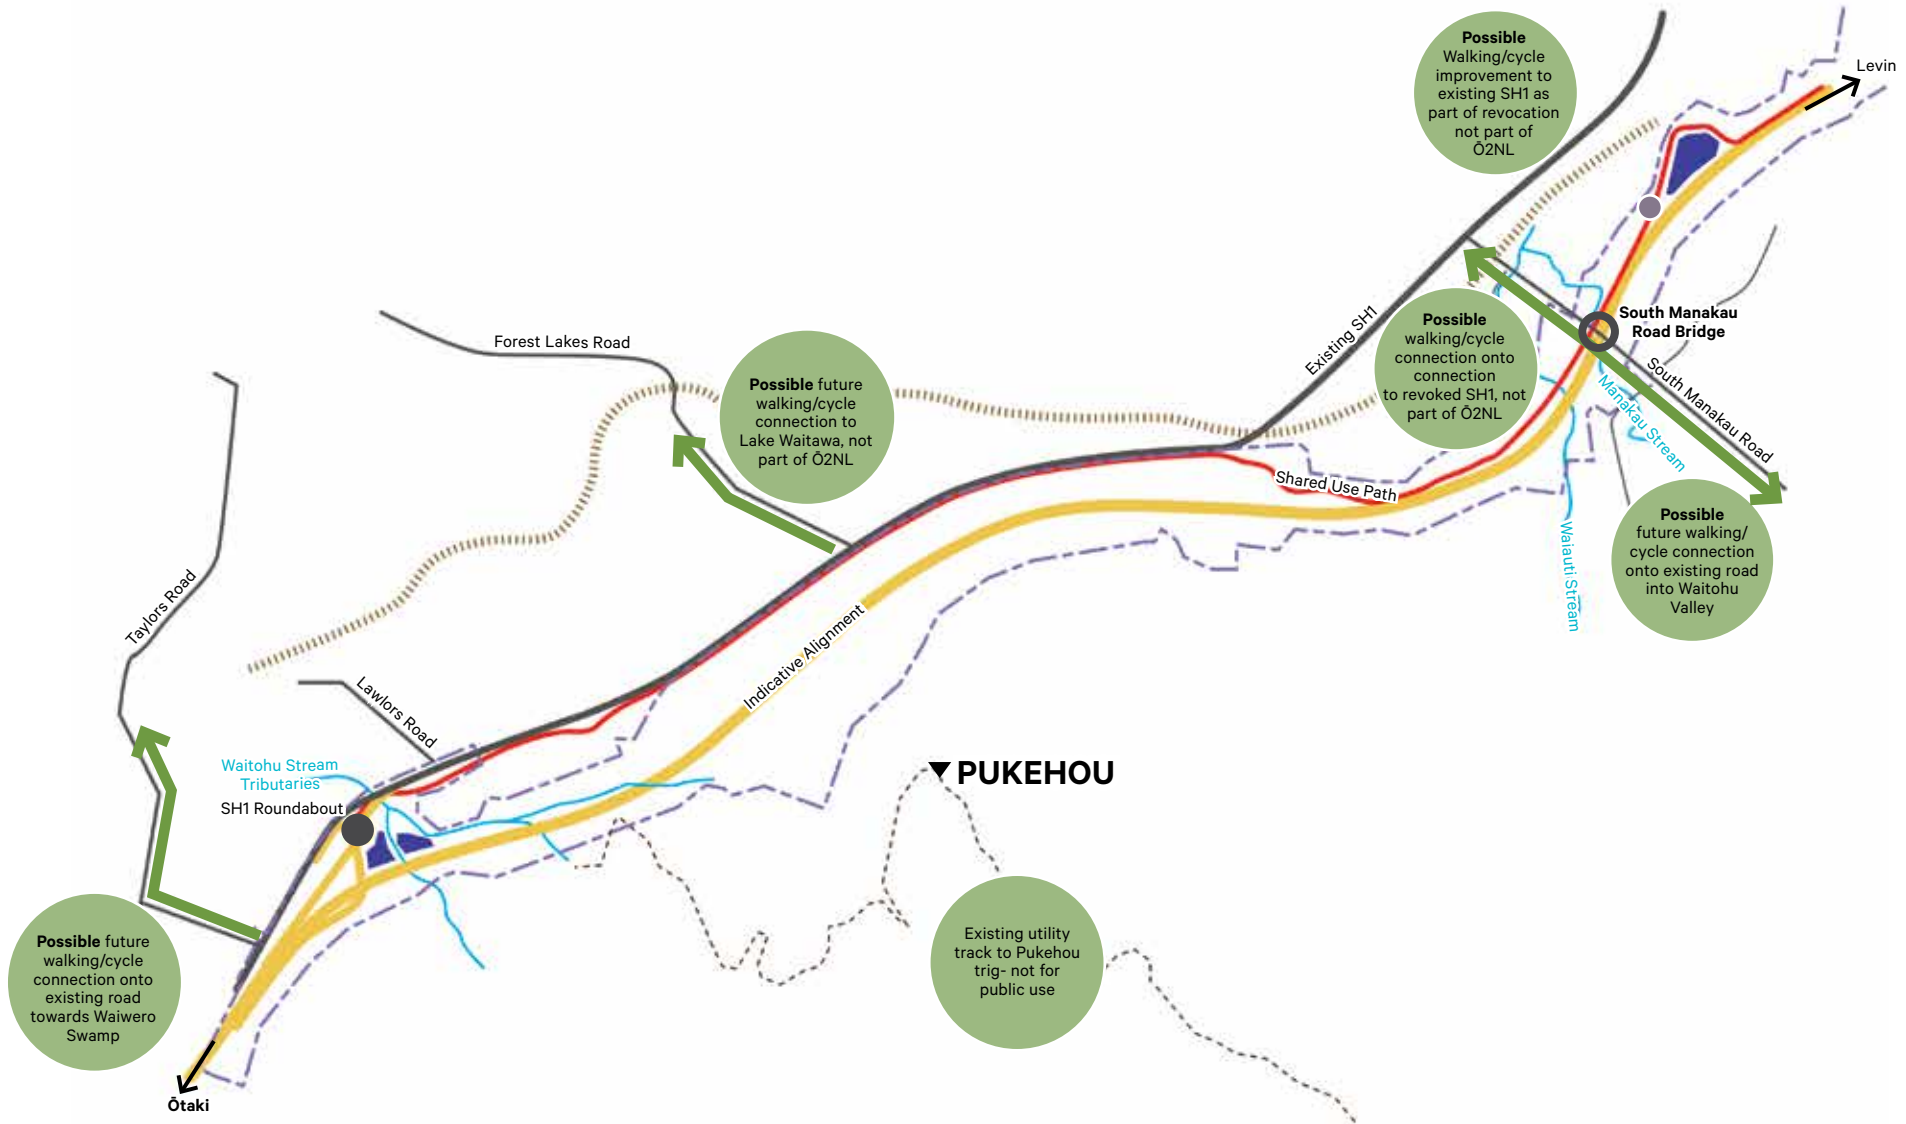 Possible
Walking/cycle
improvement to
existing SH1 as
part of revocation
not part of
Ō2NL
Levin
South Manakau
Road Bridge
Existing SH1
Possible
walking/cycle
connection onto
connection
to revoked SH1, not
part of Ō2NL
South Manakau Road
Manakau Stream
Forest Lakes Road
Possible future
walking/cycle
connection to
Lake Waitawa, not
part of Ō2NL
Shared Use Path
Waiauti Stream
Possible
future walking/
cycle connection
onto existing road
into Waitohu
Valley
Taylors Road
Indicative Alignment
Lawlors Road
Waitohu Stream
Tributaries
SH1 Roundabout
PUKEHOU
Existing utility
track to Pukehou
trig- not for
public use
Possible future
walking/cycle
connection onto
existing road
towards Waiwero
Swamp
Ōtaki